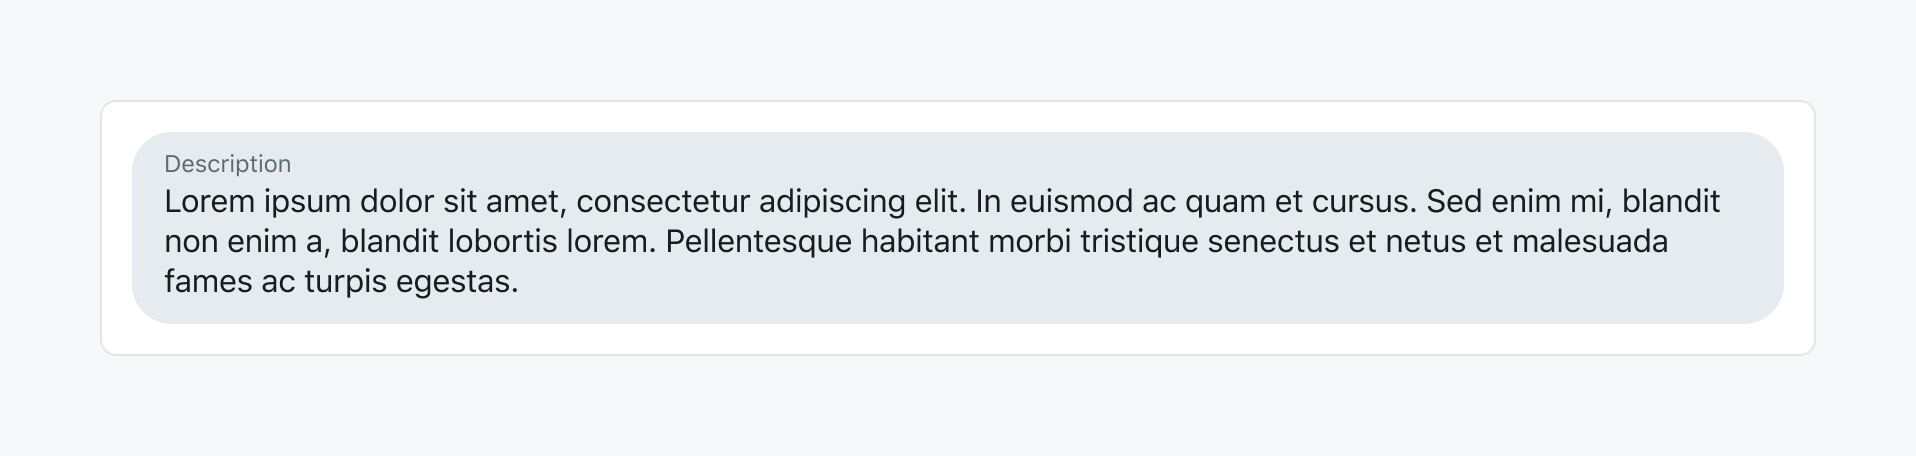 Description
Lorem ipsum dolor sit amet, consectetur adipiscing elit. In euismod ac quam et cursus. Sed enim mi, blandit
non enim a, blandit lobortis lorem. Pellentesque habitant morbi tristique senectus et netus et malesuada
fames ac turpis egestas.